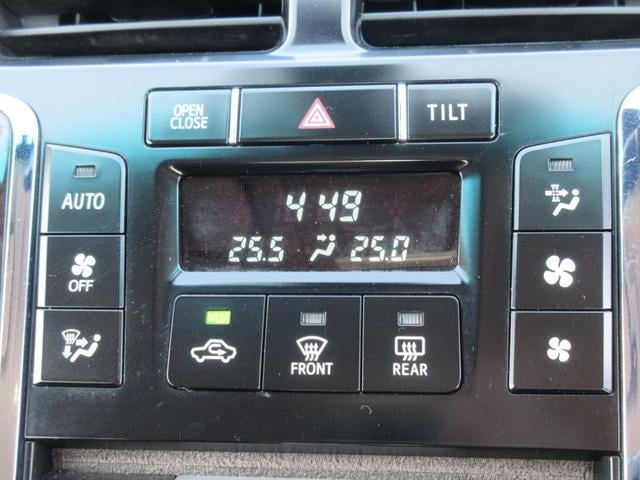 OPEN
CLOSE
TILT
AUTO
4 49
25.5 25.0
OFF
FRONT
REAR